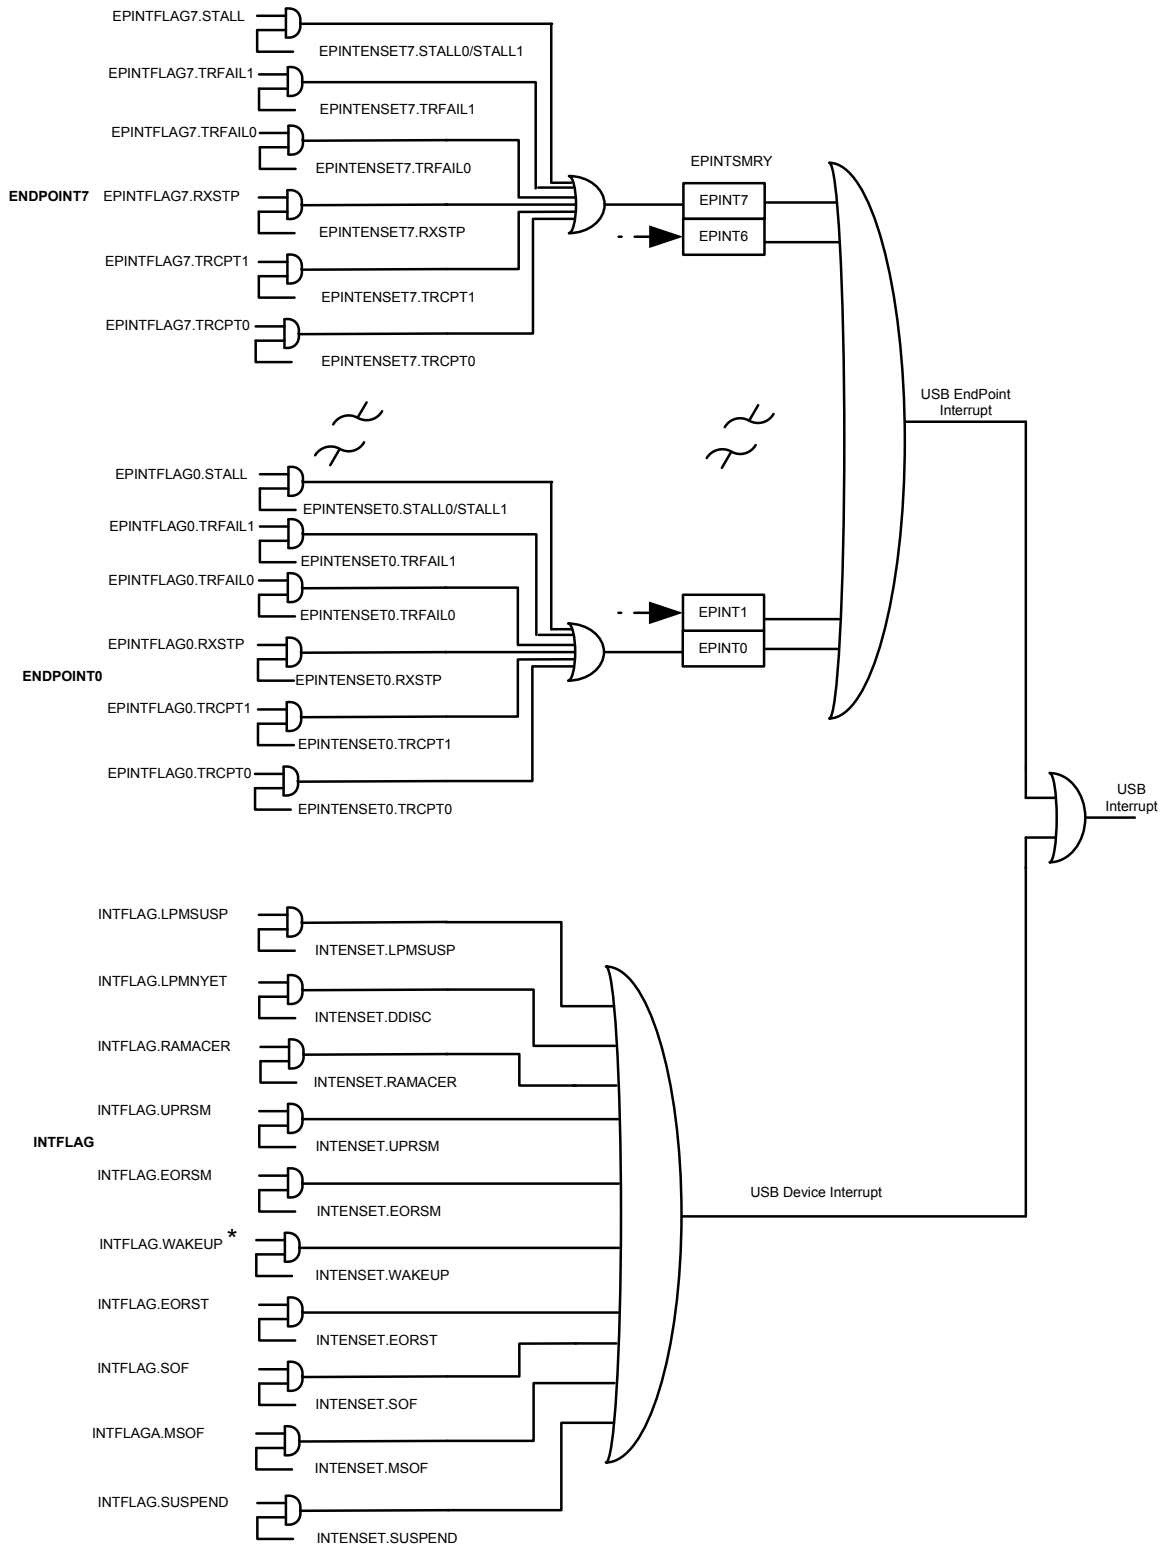 EPINTFLAG7.STALL
EPINTENSET7.STALL0/STALL1
EPINTFLAG7.TRFAIL1
EPINTENSET7.TRFAIL1
EPINTFLAG7.TRFAIL0
EPINTENSET7.TRFAIL0
ENDPOINT7
EPINTFLAG7.RXSTP
EPINTENSET7.RXSTP
EPINTFLAG7.TRCPT1
EPINTENSET7.TRCPT1
EPINTFLAG7.TRCPT0
EPINTENSET7.TRCPT0
EPINTSMRY
EPINT7
EPINT6
USB EndPoint
Interrupt
EPINTFLAG0.STALL
EPINTENSET0.STALL0/STALL1
EPINTFLAG0.TRFAIL1
EPINTENSET0.TRFAIL1
EPINTFLAG0.TRFAIL0
EPINTENSET0.TRFAIL0
EPINTFLAG0.RXSTP
ENDPOINT0
EPINTENSET0.RXSTP
EPINTFLAG0.TRCPT1
EPINTENSET0.TRCPT1
EPINTFLAG0.TRCPT0
EPINTENSET0.TRCPT0
EPINT1
EPINT0
USB
Interrupt
INTFLAG.LPMSUSP
INTENSET.LPMSUSP
INTFLAG.LPMNYET
INTENSET.DDISC
INTFLAG.RAMACER
INTENSET.RAMACER
INTFLAG.UPRSM
INTFLAG
INTENSET.UPRSM
INTFLAG.EORSM
INTENSET.EORSM
INTFLAG.WAKEUP *
INTENSET.WAKEUP
INTFLAG.EORST
INTENSET.EORST
INTFLAG.SOF
INTENSET.SOF
INTFLAGA.MSOF
INTENSET.MSOF
INTFLAG.SUSPEND
INTENSET.SUSPEND
USB Device Interrupt